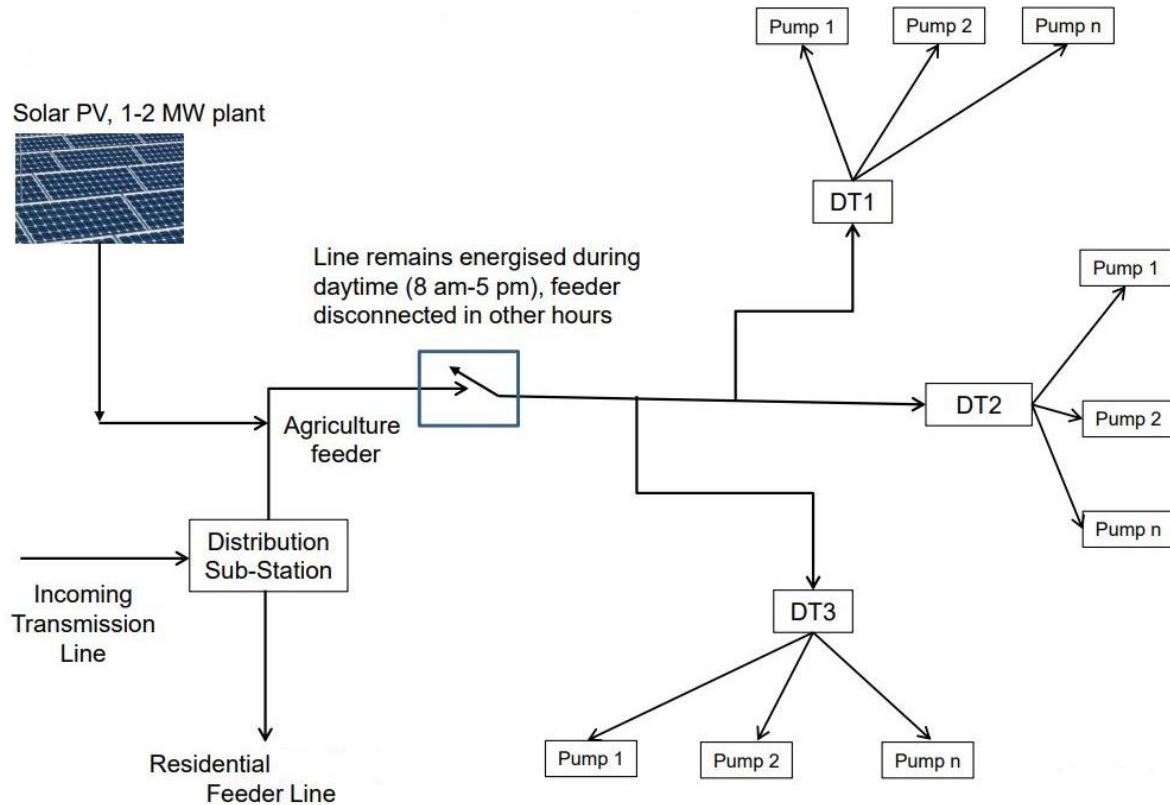 Pump 1
Pump 2
Pump n
Solar PV, 1-2 MW plant
DT1
Line remains energised during
daytime (8 am-5 pm), feeder
disconnected in other hours
Pump 1
DT2
Agriculture
feeder
Pump 2
Pump n
Distribution
Sub-Station
Incoming
Transmission
Line
DT3
Residential
Feeder Line
Pump 1
Pump 2
Pump n